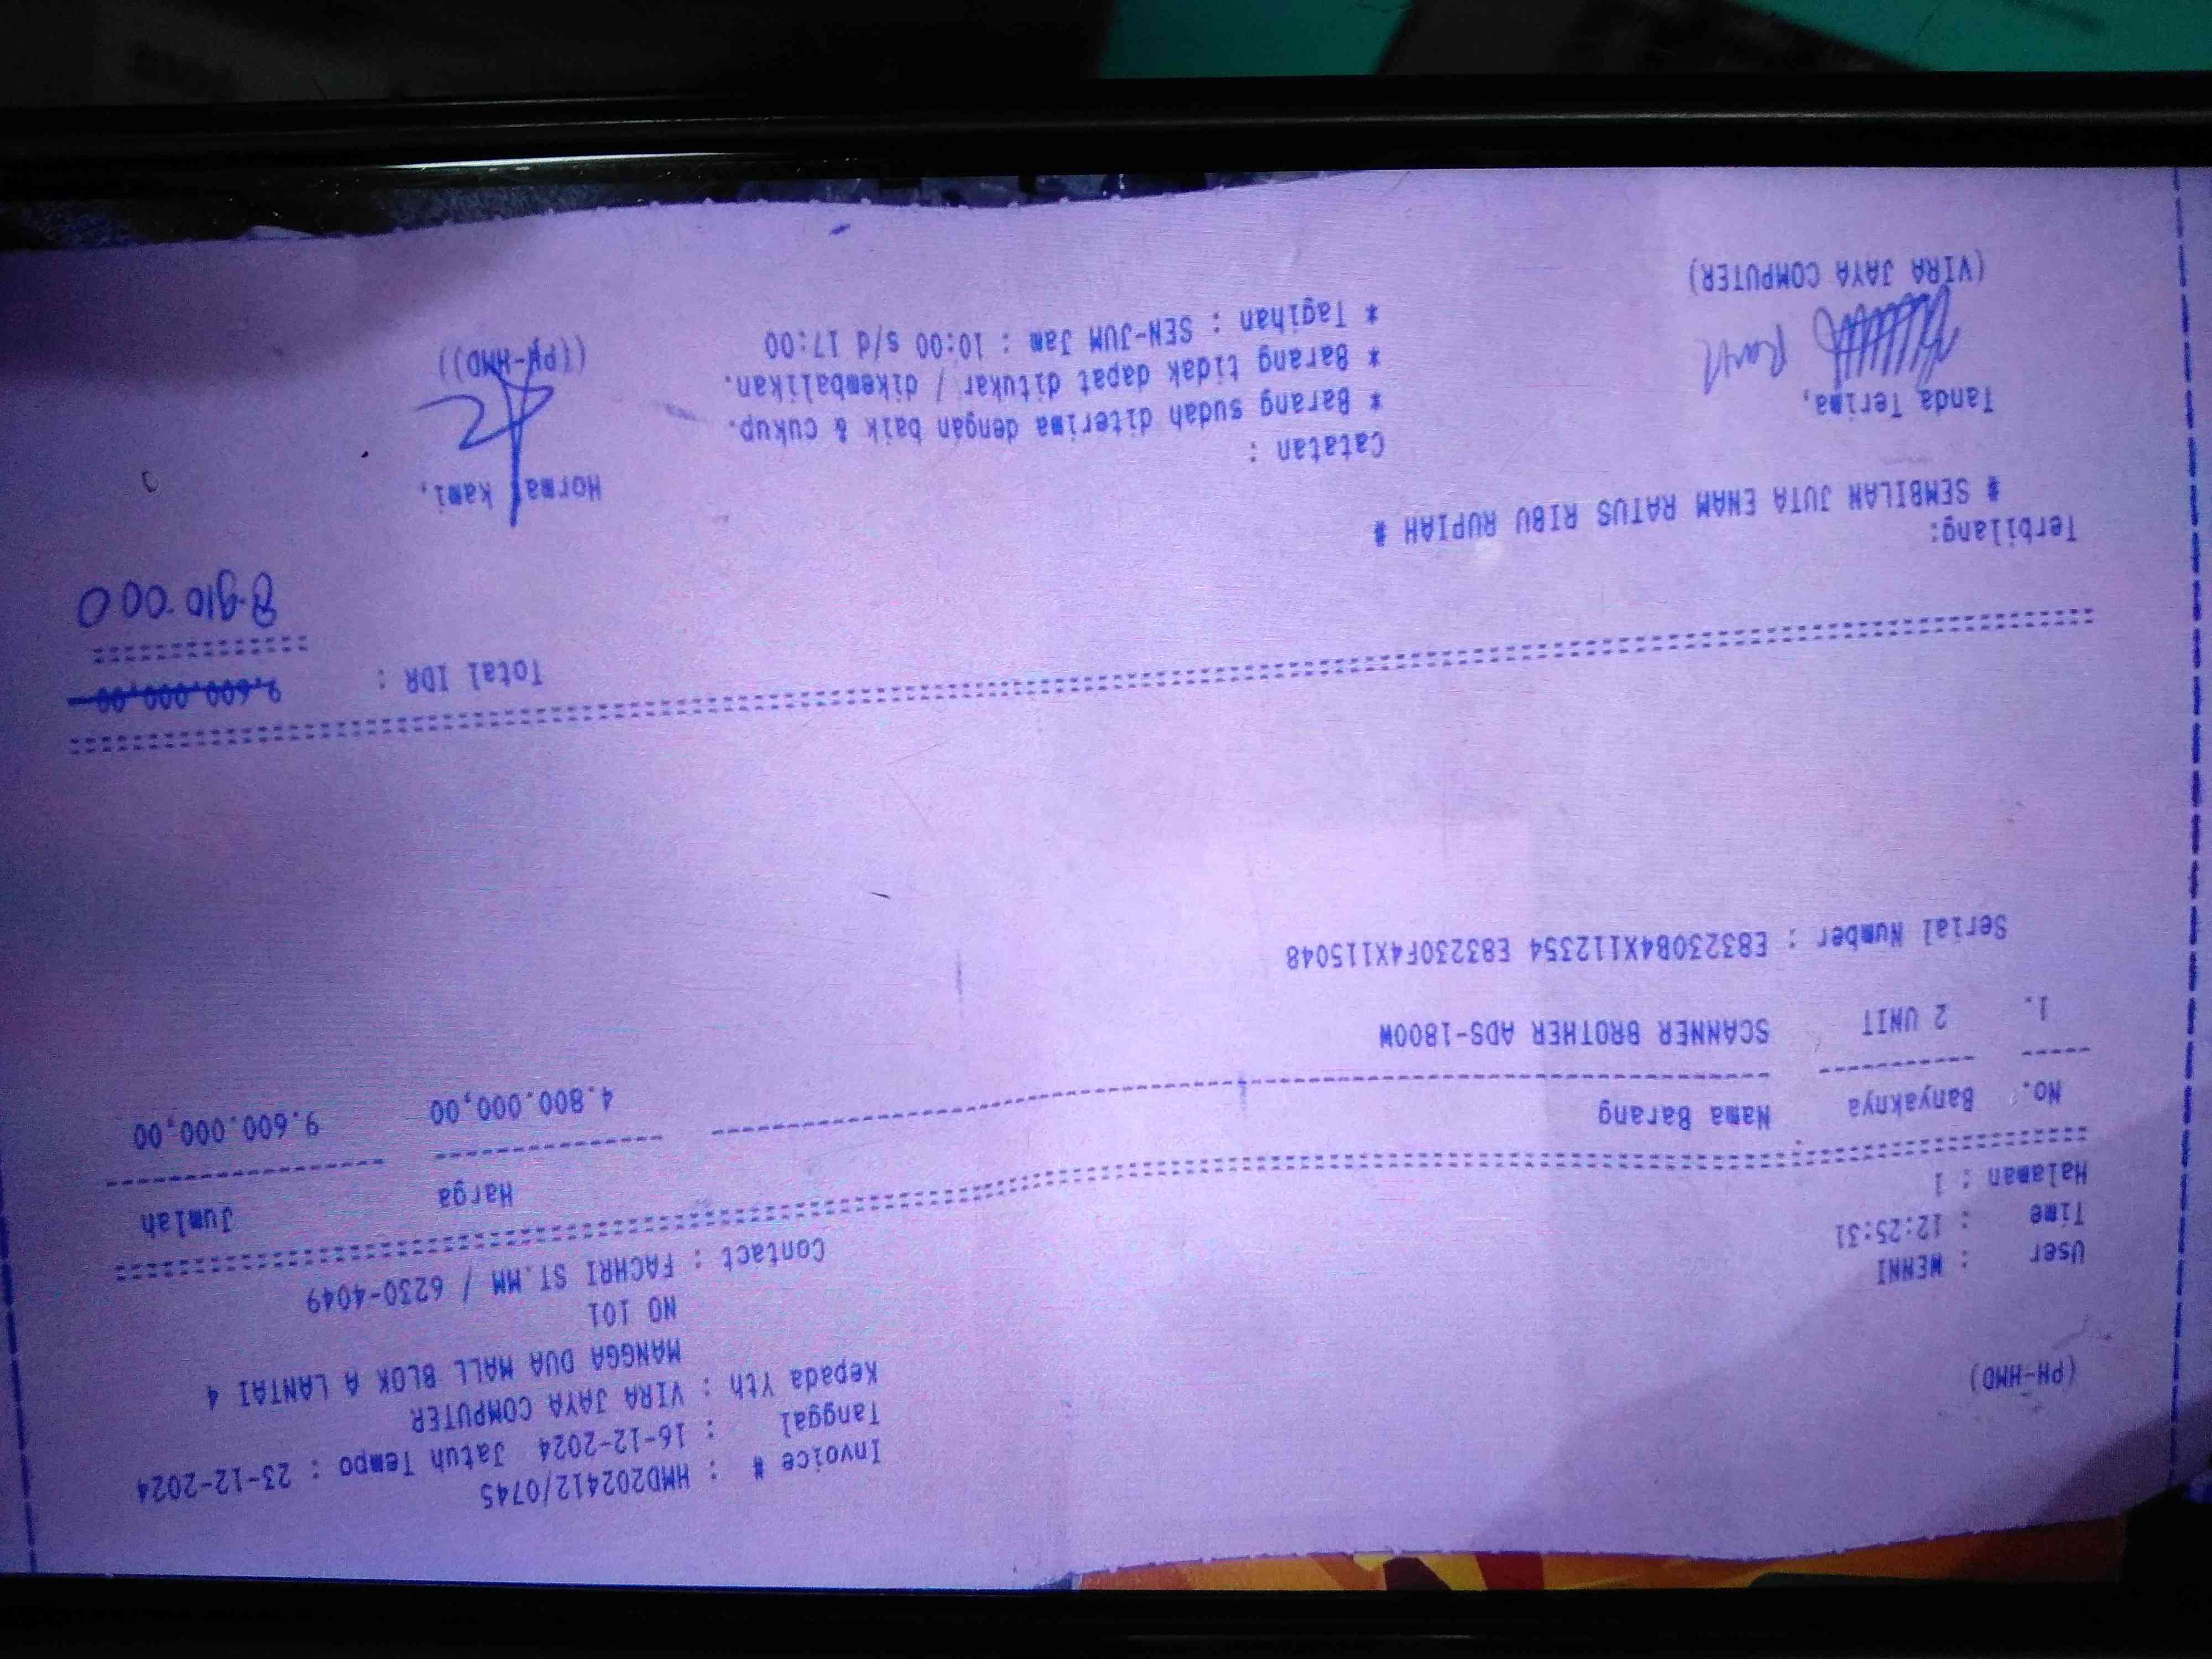 (PH-HMD)
Invoice # : HMD202412/0745
Tanggal : 16-12-2024 Jatuh Tempo : 23-12-2024
Kepada Yth : VIRA JAYA COMPUTER
MANGGA DUA MALL BLOK A LANTAI 4
NO 101
User : WENNI
Time : 12:25:31
Halaman : 1
Contact : FACHRI ST.MM / 6230-4049
No. Banyaknya Nama Barang Harga Jumlah
1. 2 UNIT SCANNER BROTHER ADS-1800W 4.800.000,00 9.600.000,00
Serial Number : E83230B4X112354 E83230F4X115048
Total IDR : 9.600.000,00
8.910.000
Terbilang:
# SEMBILAN JUTA ENAM RATUS RIBU RUPIAH #
Tanda Terima,
Catatan :
* Barang sudah diterima dengan baik & cukup.
* Barang tidak dapat ditukar / dikembalikan.
* Tagihan : SEN-JUM Jam : 10:00 s/d 17:00
Hormat kami,
(VIRA JAYA COMPUTER)
((PH-HMD))